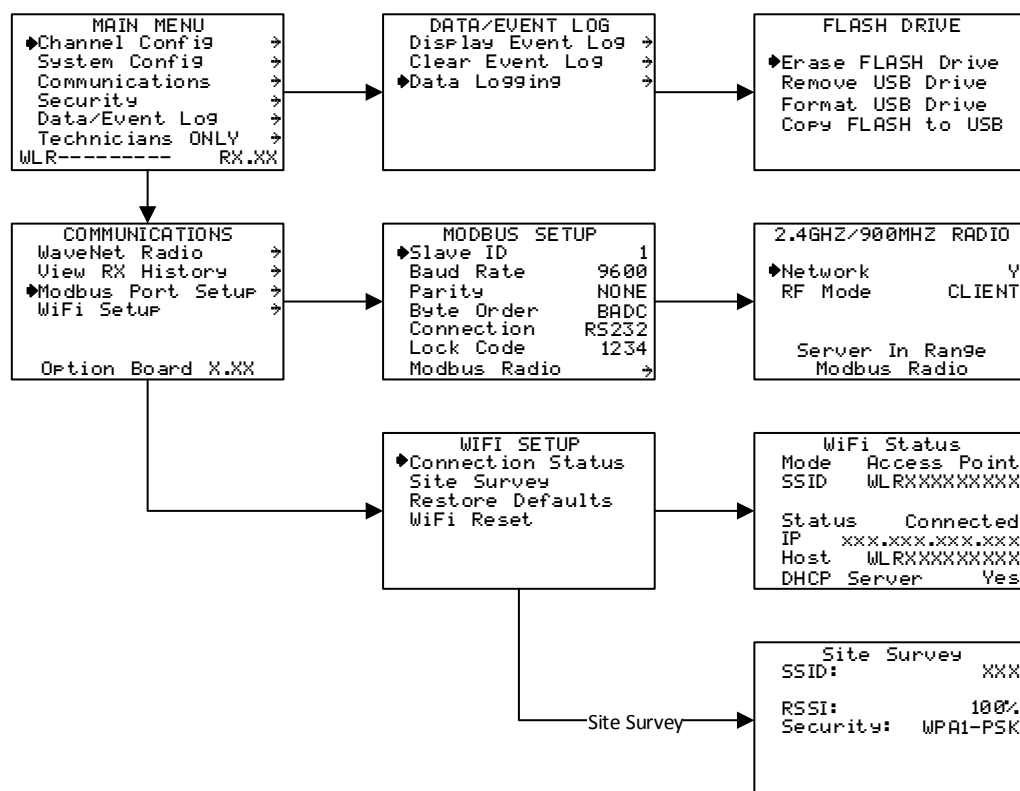 MAIN MENU
Channel Config
System Config
Communications
Security
Data/Event Log
Technicians ONLY
WLR--------- RX.XX
DATA/EVENT LOG
Display Event Log
Clear Event Log
Data Logging
FLASH DRIVE
Erase FLASH Drive
Remove USB Drive
Format USB Drive
Copy FLASH to USB
COMMUNICATIONS
WaveNet Radio
View RX History
Modbus Port Setup
WiFi Setup
Option Board X.XX
MODBUS SETUP
Slave ID 1
Baud Rate 9600
Parity NONE
Byte Order BADC
Connection RS232
Lock Code 1234
Modbus Radio
2.4GHZ/900MHZ RADIO
Network Y
RF Mode CLIENT
Server In Range
Modbus Radio
WIFI SETUP
Connection Status
Site Survey
Restore Defaults
WiFi Reset
WiFi Status
Mode Access Point
SSID WLRXXXXXXXXX
Status Connected
IP xxx.xxx.xxx.xxx
Host WLRXXXXXXXXX
DHCP Server Yes
Site Survey
Site Survey
SSID: XXX
RSSI: 100%
Security: WPA1-PSK